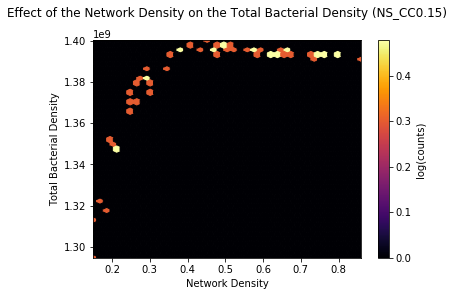 Effect of the Network Density on the Total Bacterial Density (NS_CC0.15)
1e9
1.40
1.38
1.36
1.34
1.32
1.30
Total Bacterial Density
0.2 0.3 0.4 0.5 0.6 0.7 0.8
Network Density
0.4
0.3
0.2
0.1
0.0
log(counts)